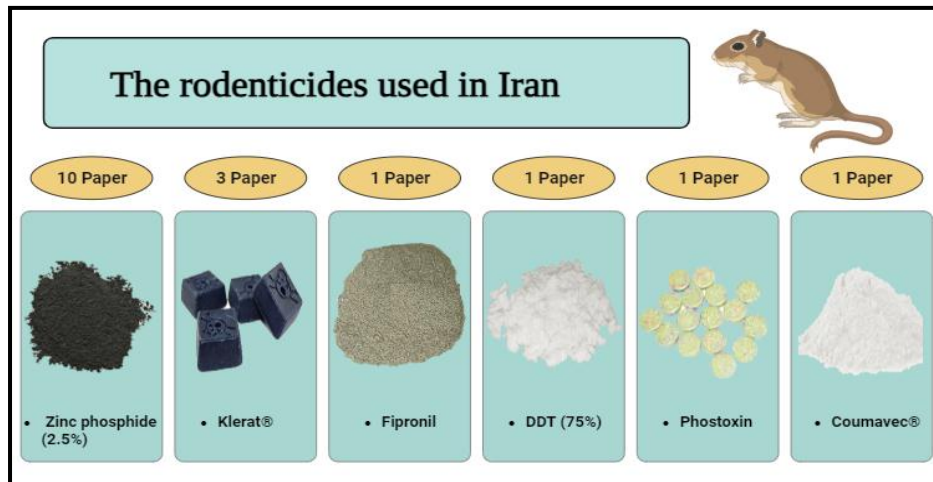 The rodenticides used in Iran
10 Paper
3 Paper
1 Paper
1 Paper
1 Paper
1 Paper
• Zinc phosphide
(2.5%)
• Klerat®
• Fipronil
• DDT (75%)
• Phostoxin
• Coumavec®